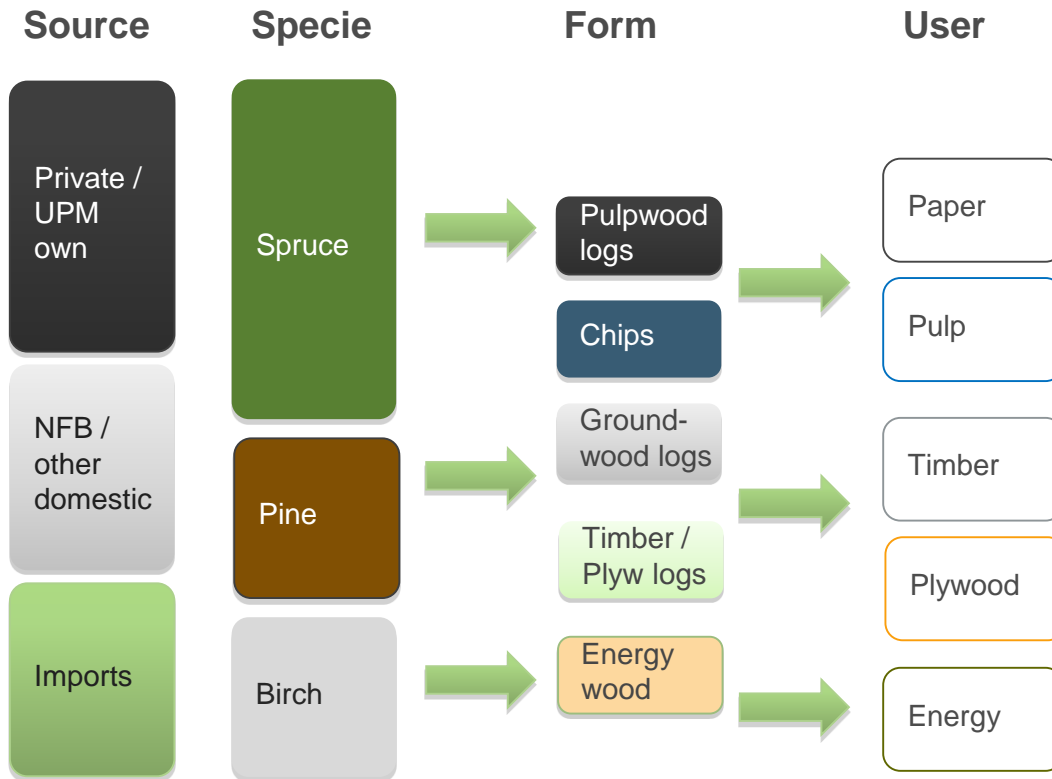 Source
Specie
Form
User
Private /
UPM
own
NFB /
other
domestic
Imports
Spruce
Pine
Birch
Pulpwood
logs
Chips
Ground-
wood logs
Timber /
Plyw logs
Energy
wood
Paper
Pulp
Timber
Plywood
Energy